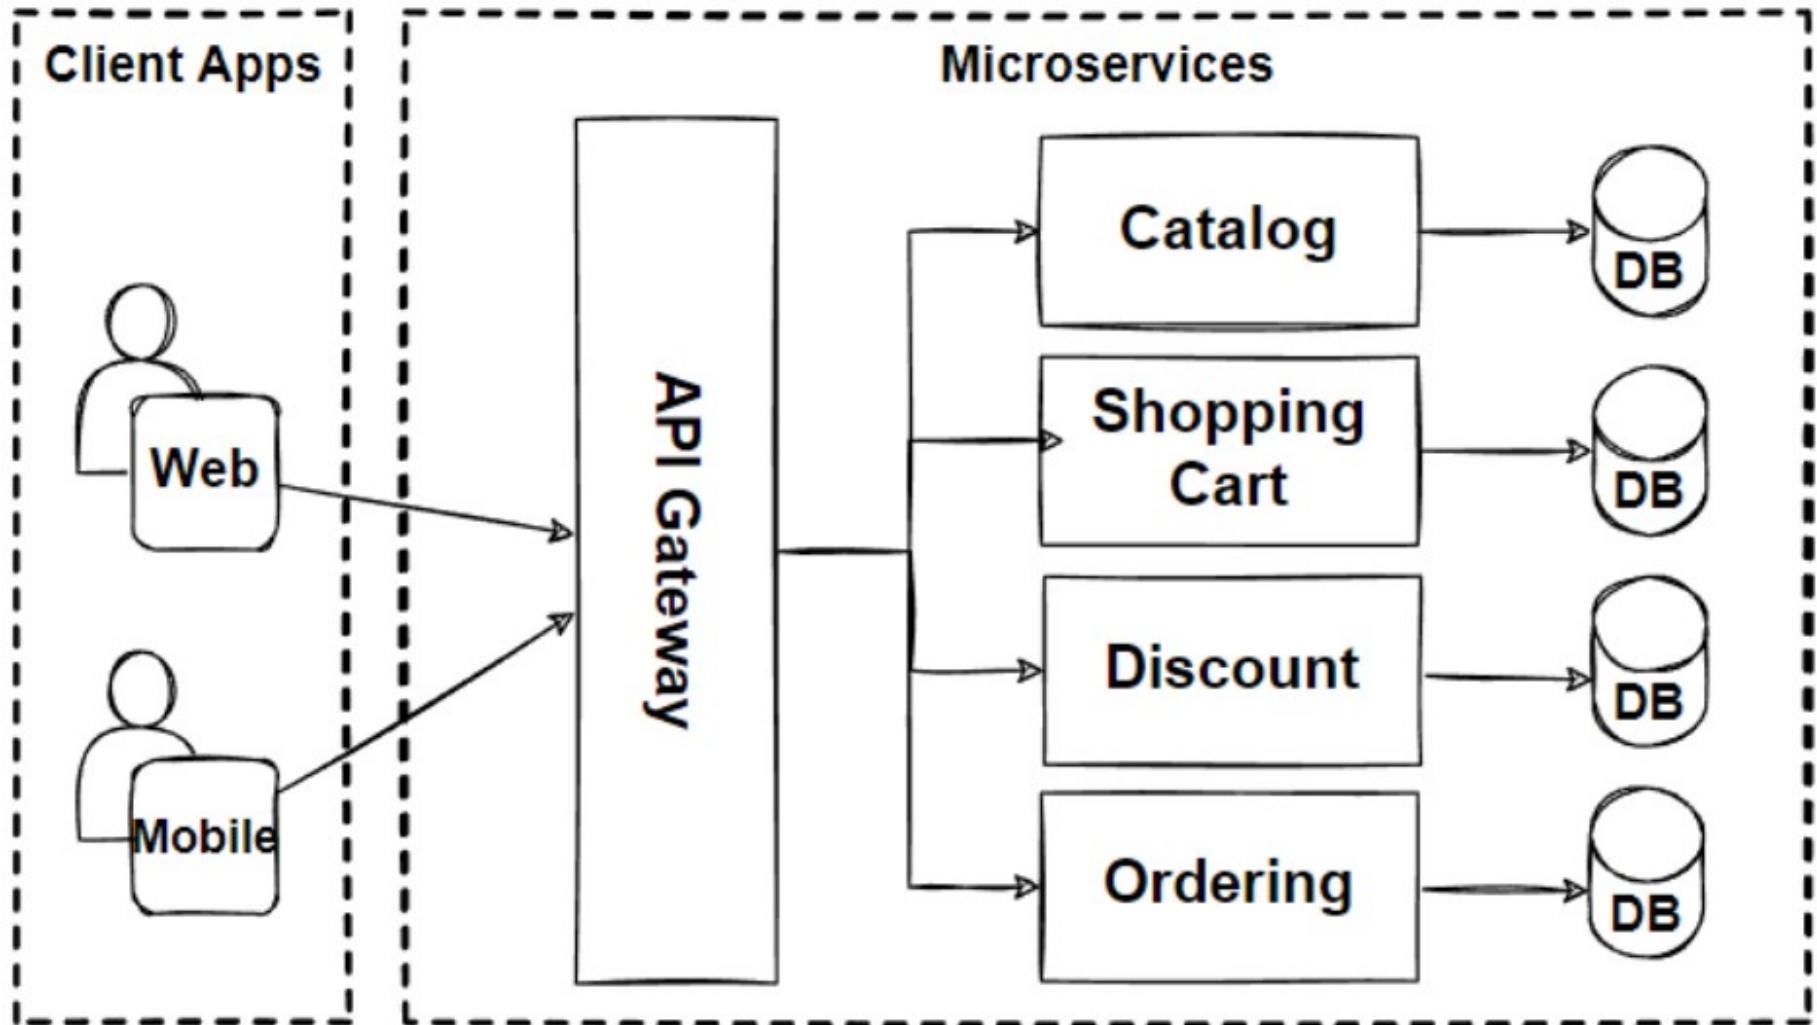 Client Apps
Web
Mobile
Microservices
API Gateway
Catalog
DB
Shopping
Cart
DB
Discount
DB
Ordering
DB